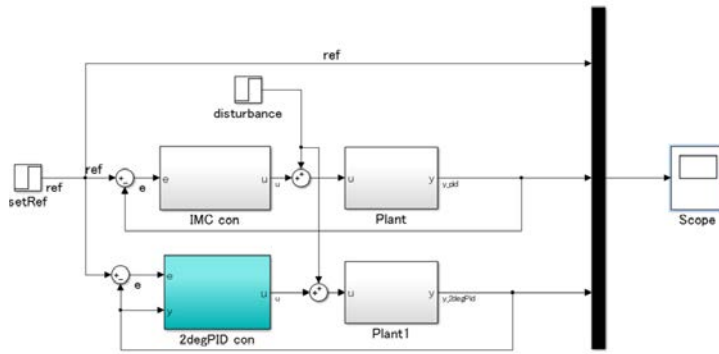 ref
disturbance
ref
ref
setRef
e
e
u
u
u
y
y_pid
IMC con
Plant
Scope
e
e
y
u
u
u
y
y_2degPid
2degPID con
Plant1